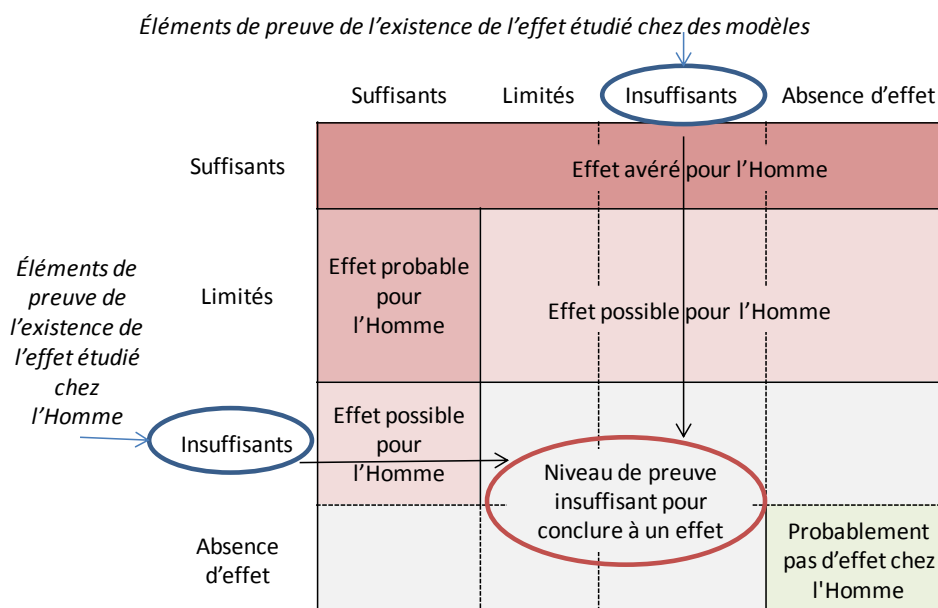 Éléments de preuve de l’existence de l’effet étudié chez des modèles
Suffisants
Limités
Insuffisants
Absence d’effet
Suffisants
Effet avéré pour l’Homme
Éléments de
preuve de
l’existence de
l’effet étudié
chez
l’Homme
Limités
Effet probable
pour
l’Homme
Effet possible pour l’Homme
Insuffisants
Effet possible
pour
l’Homme
Niveau de preuve
insuffisant pour
conclure à un effet
Absence
d’effet
Probablement
pas d’effet chez
l'Homme